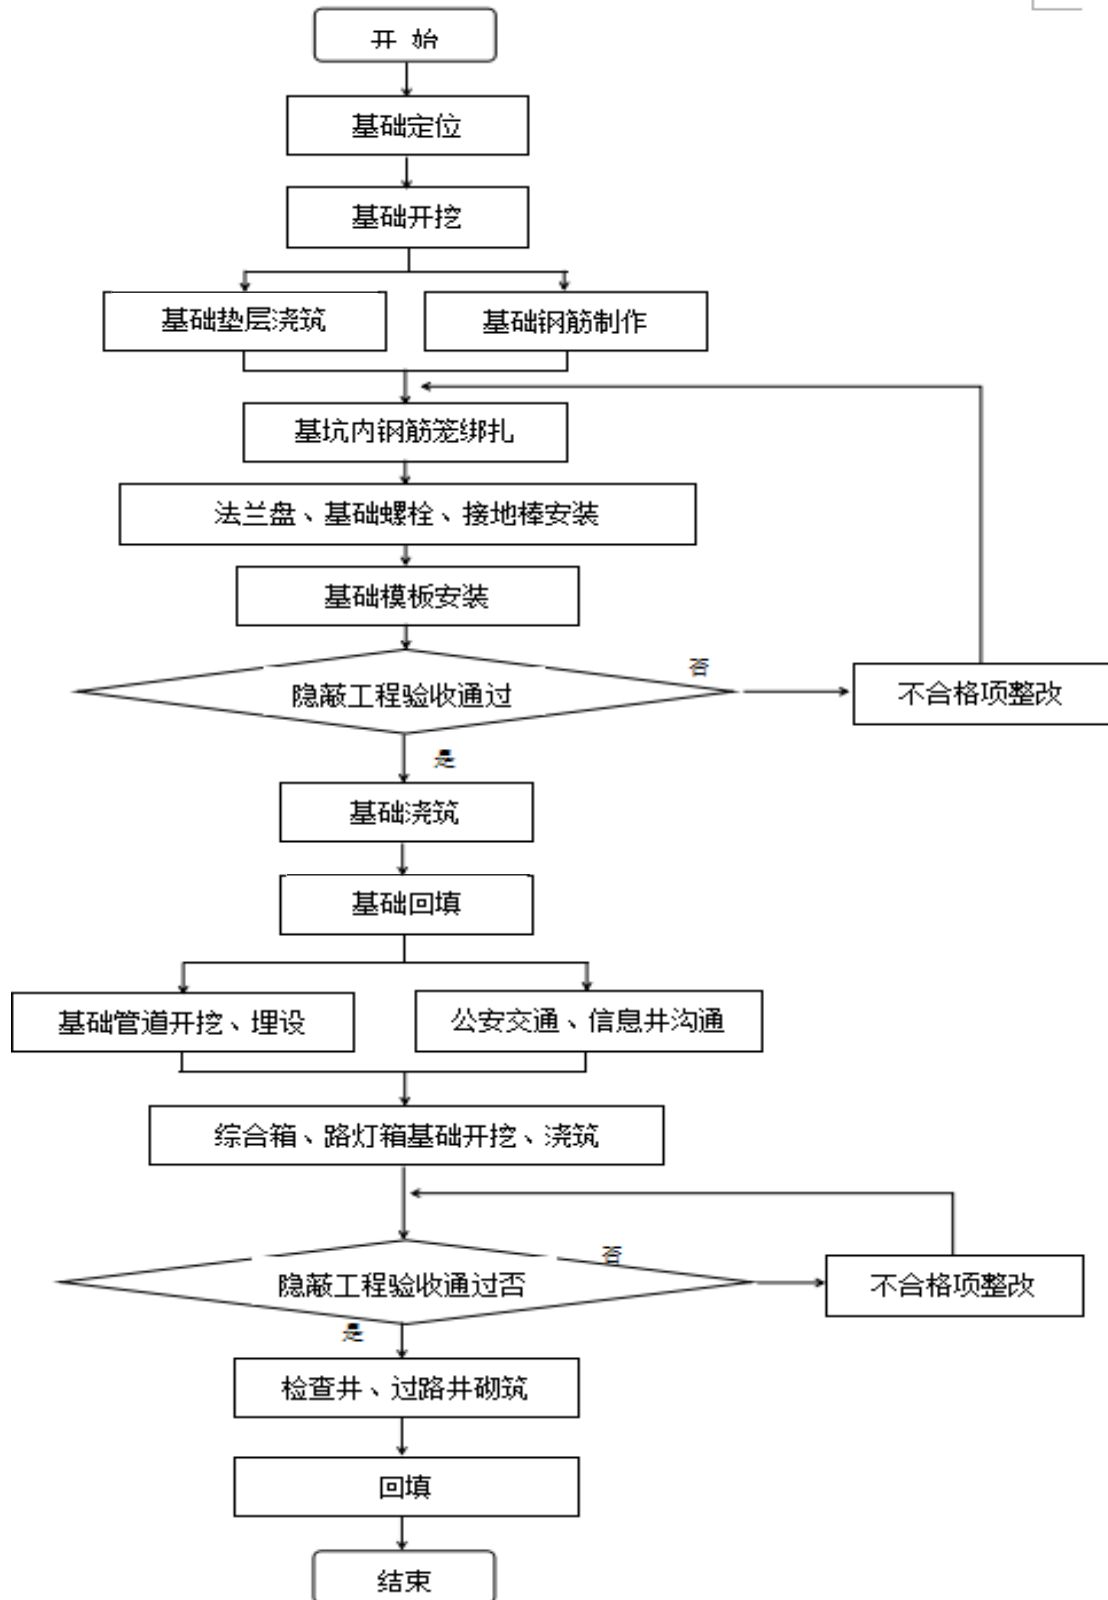 开 始
基础定位
基础开挖
基础垫层浇筑
基础钢筋制作
基坑内钢筋笼绑扎
法兰盘、基础螺栓、接地棒安装
基础模板安装
否
隐蔽工程验收通过
不合格项整改
是
基础浇筑
基础回填
基础管道开挖、埋设
公安交通、信息井沟通
综合箱、路灯箱基础开挖、浇筑
否
隐蔽工程验收通过否
不合格项整改
是
检查井、过路井砌筑
回填
结束